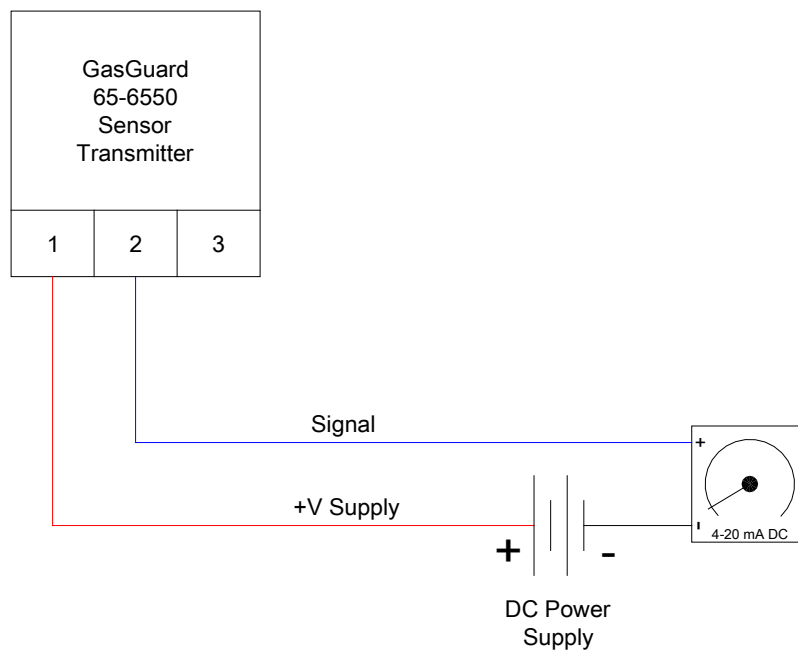 GasGuard
65-6550
Sensor
Transmitter
1 2 3
Signal
+
+V Supply
+ -
-
4-20 mA DC
DC Power
Supply